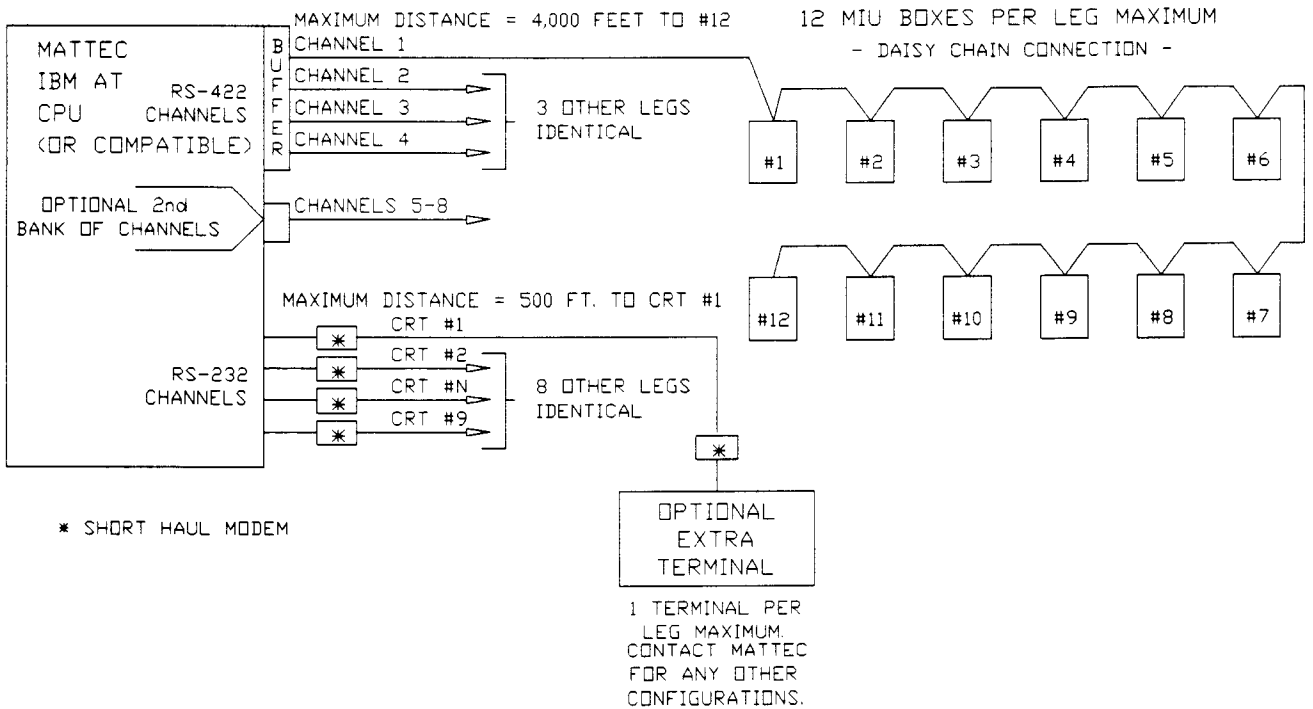 MAXIMUM DISTANCE = 4,000 FEET TO #12
12 MIU BOXES PER LEG MAXIMUM
- DAISY CHAIN CONNECTION -
MATTEC
IBM AT
CPU
(OR COMPATIBLE)
RS-422
CHANNELS
BUFFER
CHANNEL 1
CHANNEL 2
CHANNEL 3
CHANNEL 4
3 OTHER LEGS
IDENTICAL
#1
#2
#3
#4
#5
#6
OPTIONAL 2nd
BANK OF CHANNELS
CHANNELS 5-8
#12
#11
#10
#9
#8
#7
MAXIMUM DISTANCE = 500 FT. TO CRT #1
RS-232
CHANNELS
* CRT #1
* CRT #2
* CRT #N
* CRT #9
8 OTHER LEGS
IDENTICAL
*
* SHORT HAUL MODEM
OPTIONAL
EXTRA
TERMINAL
1 TERMINAL PER
LEG MAXIMUM.
CONTACT MATTEC
FOR ANY OTHER
CONFIGURATIONS.